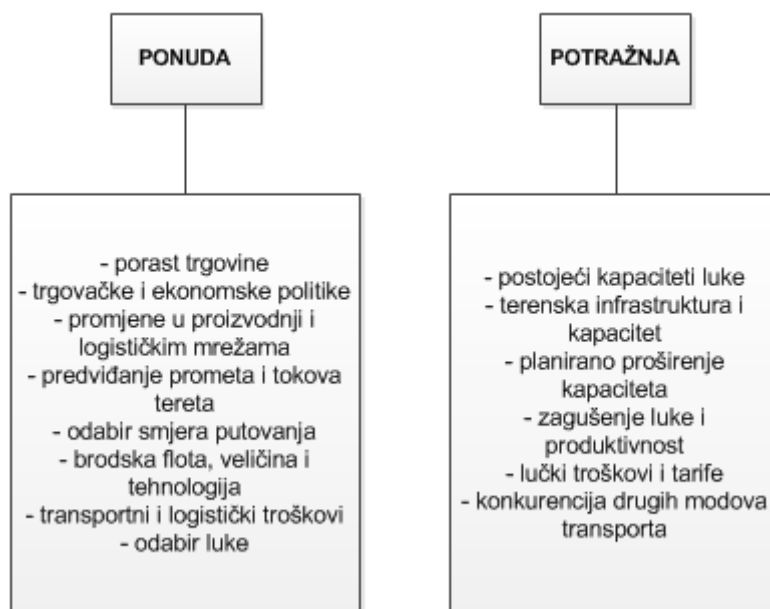 PONUDA
- porast trgovine
- trgovačke i ekonomske politike
- promjene u proizvodnji i
logističkim mrežama
- predviđanje prometa i tokova
tereta
- odabir smjera putovanja
- brodska flota, veličina i
tehnologija
- transportni i logistički troškovi
- odabir luke
POTRAŽNJA
- postojeći kapaciteti luke
- terenska infrastruktura i
kapacitet
- planirano proširenje
kapaciteta
- zagušenje luke i
produktivnost
- lučki troškovi i tarife
- konkurencija drugih modova
transporta